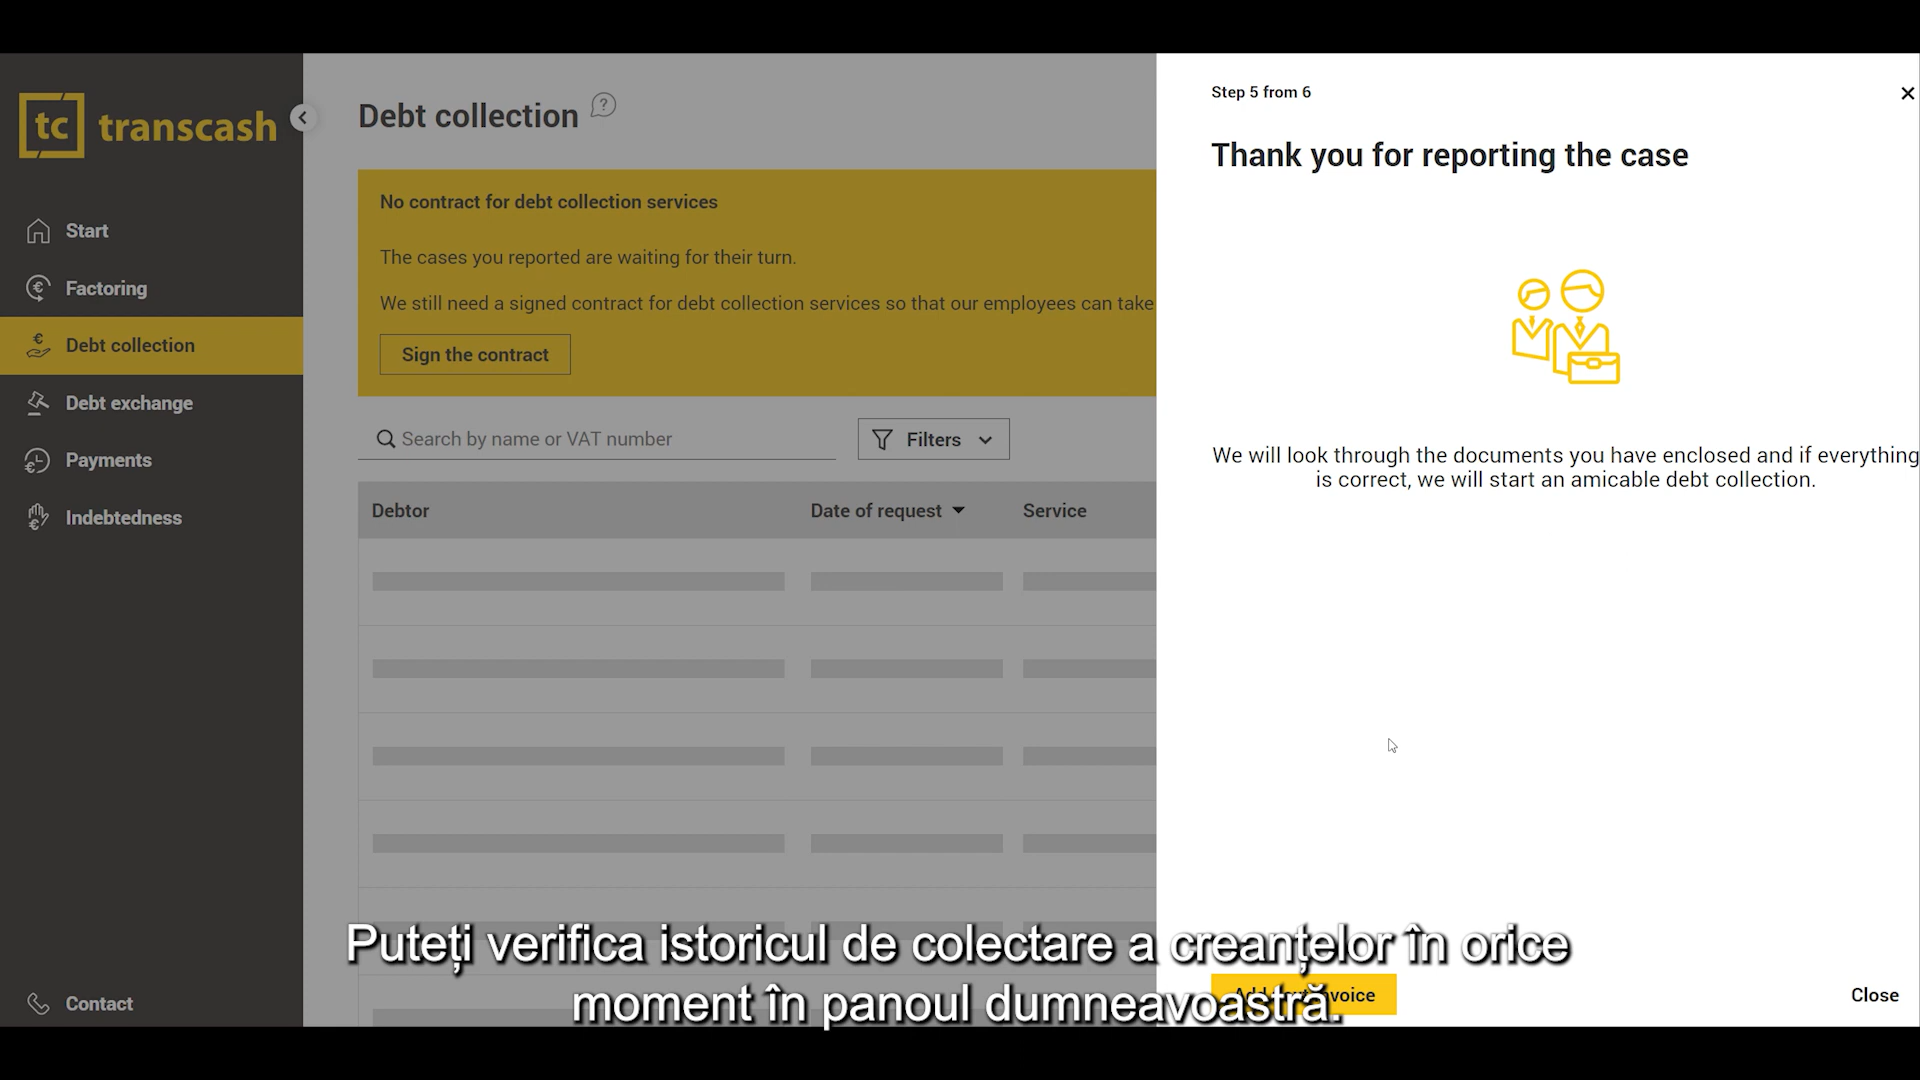 tc transcash
Start
Factoring
Debt collection
Debt exchange
Payments
Indebtedness
Contact
Debt collection ?
No contract for debt collection services
The cases you reported are waiting for their turn.
We still need a signed contract for debt collection services so that our employees can take
Sign the contract
Search by name or VAT number
Filters
Debtor Date of request Service
Step 5 from 6
Thank you for reporting the case
We will look through the documents you have enclosed and if everything
is correct, we will start an amicable debt collection.
Close
Puteți verifica istoricul de colectare a creanțelor în orice
moment în panoul dumneavoastră.